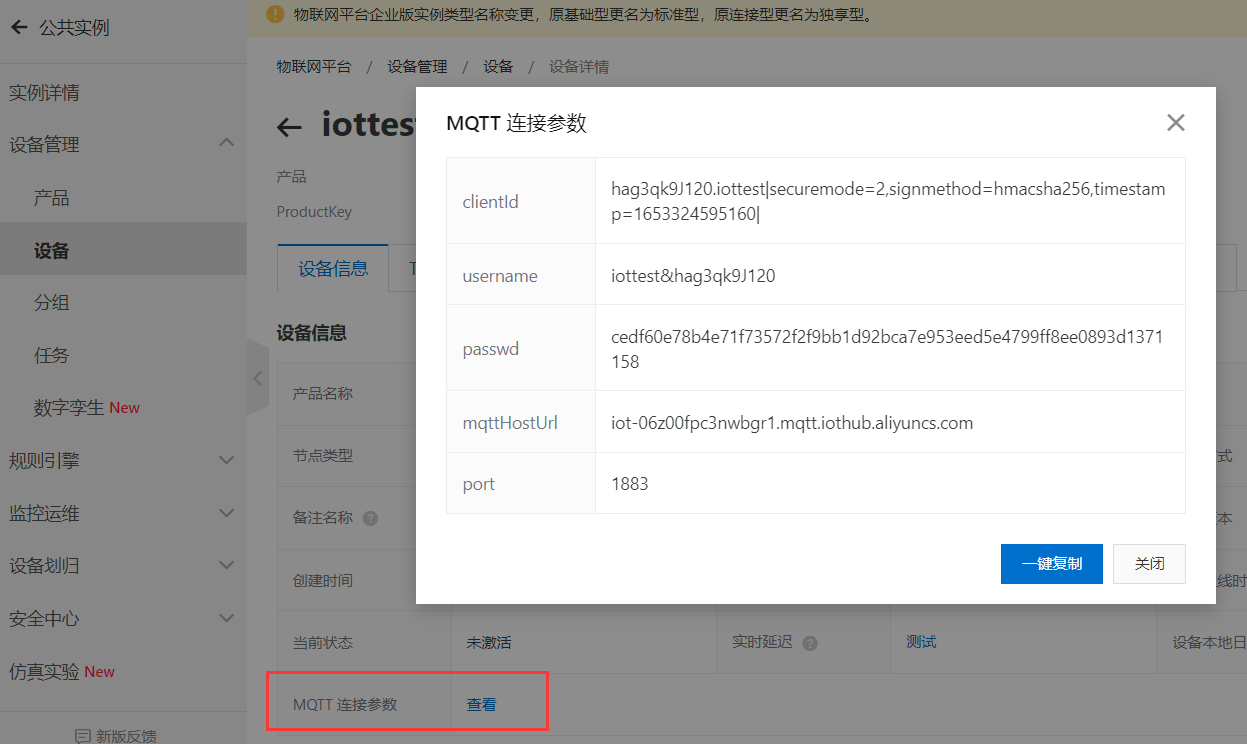 公共实例
物联网平台企业版实例类型名称变更，原基础型更名为标准型，原连接型更名为独享型。
实例详情
设备管理
产品
设备
分组
任务
数字孪生 New
规则引擎
监控运维
设备划归
安全中心
仿真实验 New
新版反馈
物联网平台 / 设备管理 / 设备 / 设备详情
iottest
产品
ProductKey
设备信息 T
设备信息
产品名称
节点类型
式
备注名称
本
创建时间
线时
当前状态 未激活 实时延迟 测试 设备本地日
MQTT 连接参数 查看
MQTT 连接参数
clientId hag3qk9J120.iottest|securemode=2,signmethod=hmacsha256,timestam
p=1653324595160|
username iottest&hag3qk9J120
passwd cedf60e78b4e71f73572f2f9bb1d92bca7e953eed5e4799ff8ee0893d1371
158
mqttHostUrl iot-06z00fpc3nwbgr1.mqtt.iothub.aliyuncs.com
port 1883
一键复制 关闭